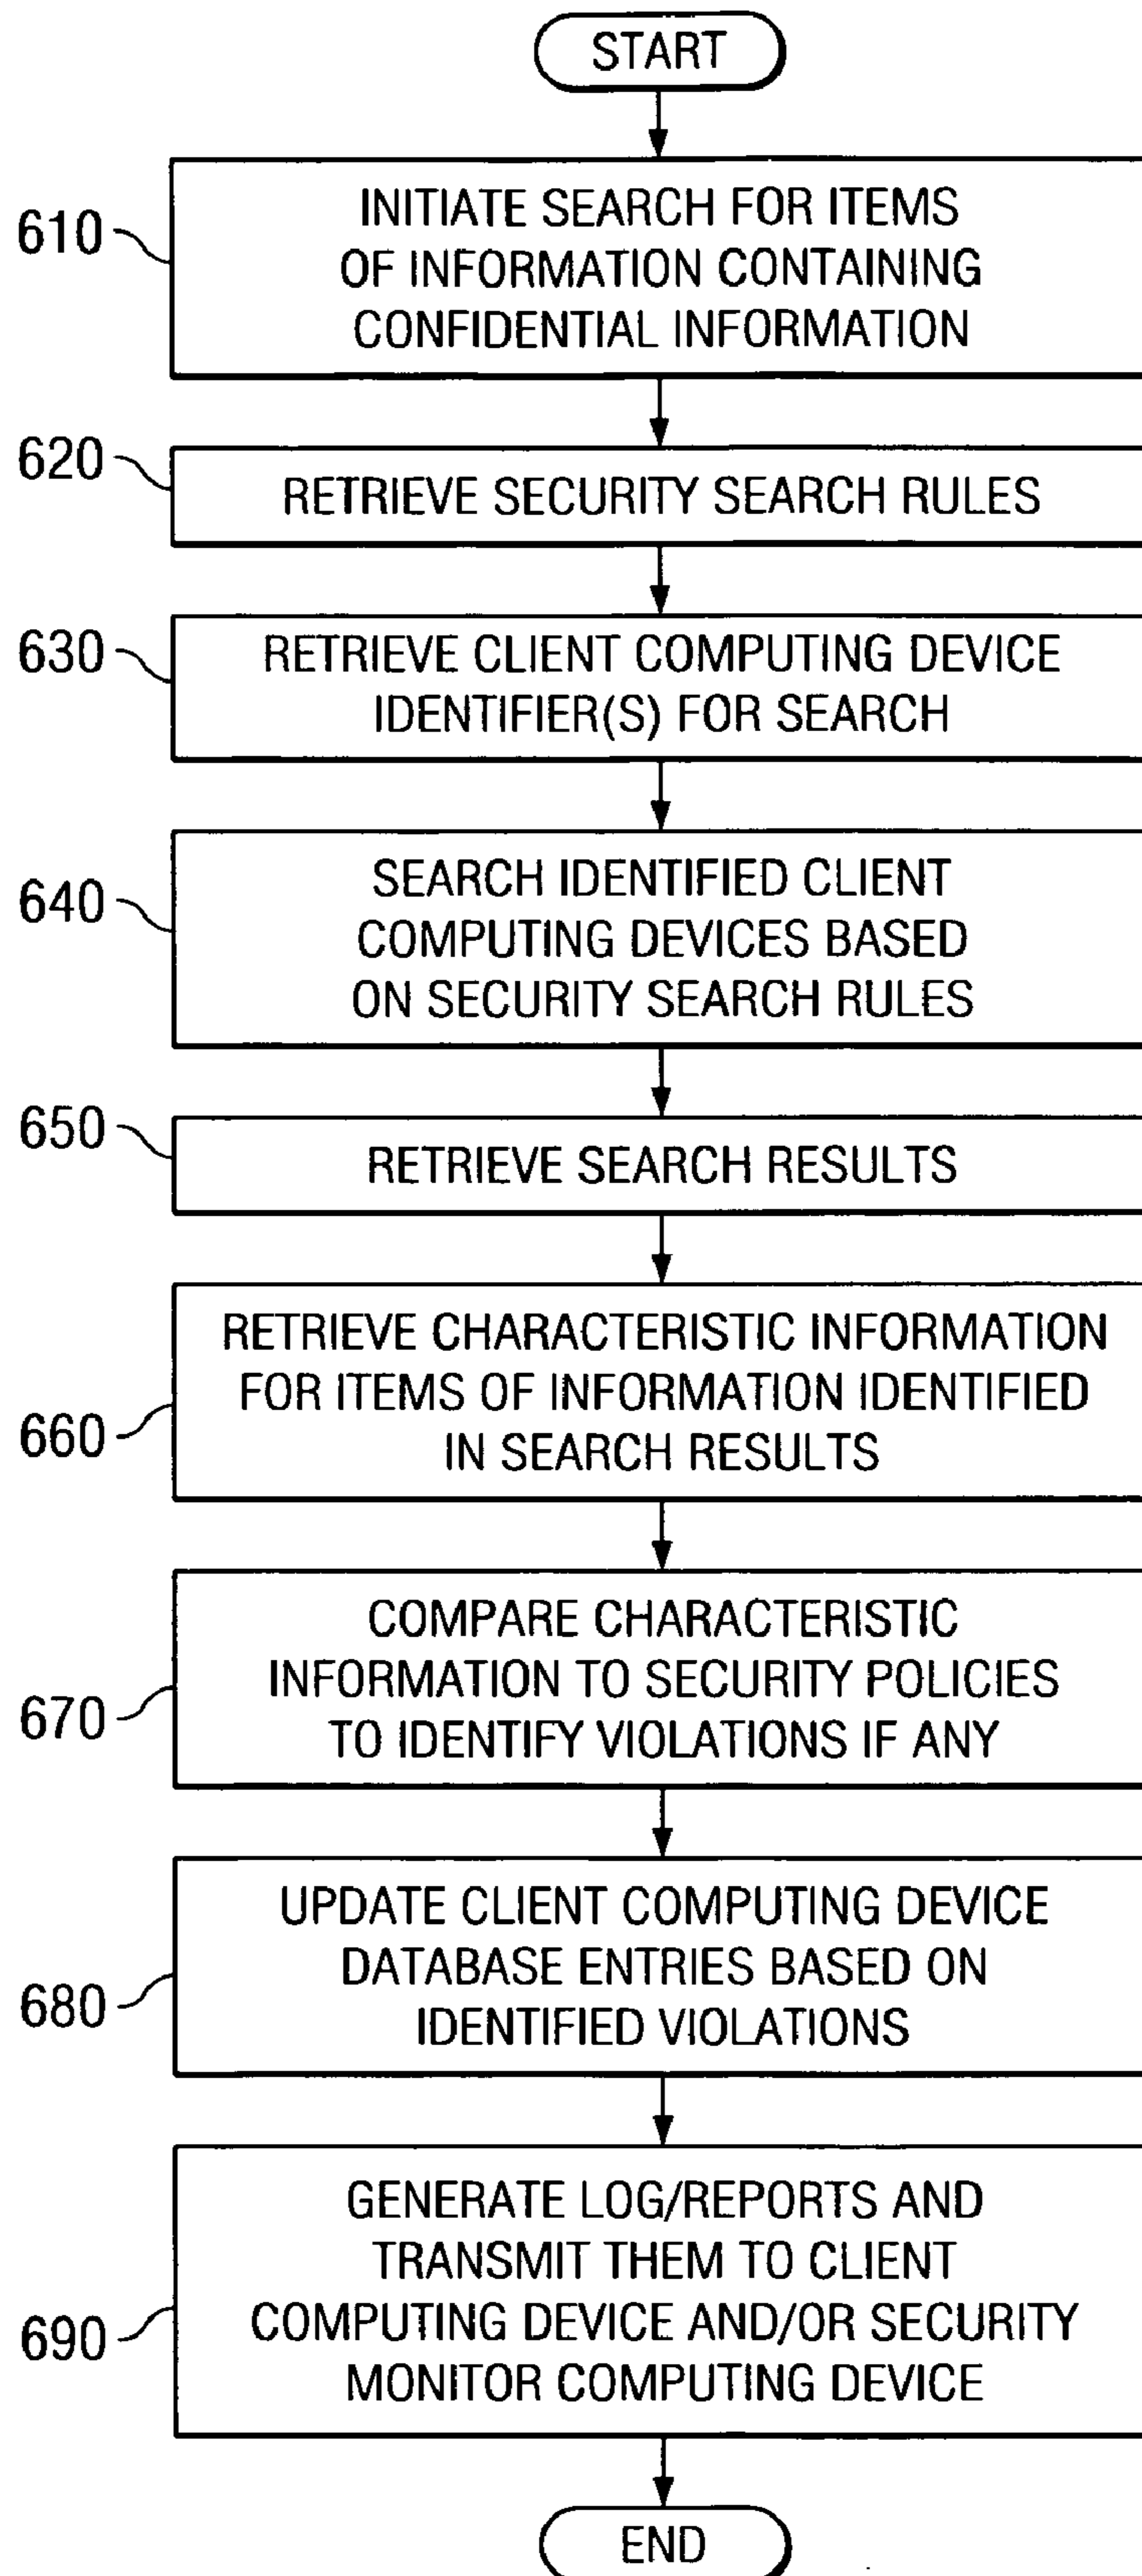 START
610
INITIATE SEARCH FOR ITEMS
OF INFORMATION CONTAINING
CONFIDENTIAL INFORMATION
620
RETRIEVE SECURITY SEARCH RULES
630
RETRIEVE CLIENT COMPUTING DEVICE
IDENTIFIER(S) FOR SEARCH
640
SEARCH IDENTIFIED CLIENT
COMPUTING DEVICES BASED
ON SECURITY SEARCH RULES
650
RETRIEVE SEARCH RESULTS
660
RETRIEVE CHARACTERISTIC INFORMATION
FOR ITEMS OF INFORMATION IDENTIFIED
IN SEARCH RESULTS
670
COMPARE CHARACTERISTIC
INFORMATION TO SECURITY POLICIES
TO IDENTIFY VIOLATIONS IF ANY
680
UPDATE CLIENT COMPUTING DEVICE
DATABASE ENTRIES BASED ON
IDENTIFIED VIOLATIONS
690
GENERATE LOG/REPORTS AND
TRANSMIT THEM TO CLIENT
COMPUTING DEVICE AND/OR SECURITY
MONITOR COMPUTING DEVICE
END